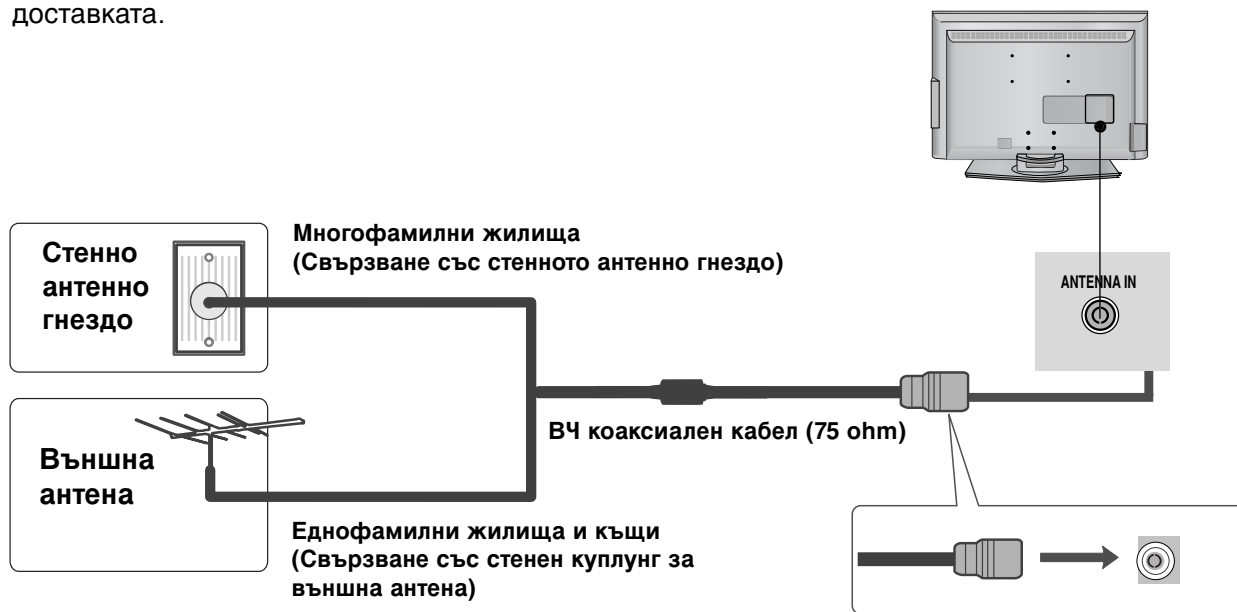 доставката.
Стенно
антенно
гнездо
Многофамилни жилища
(Свързване със стенното антенно гнездо)
ANTENNA IN
ВЧ коаксиален кабел (75 ohm)
Външна
антена
Еднофамилни жилища и къщи
(Свързване със стенен куплунг за
външна антена)